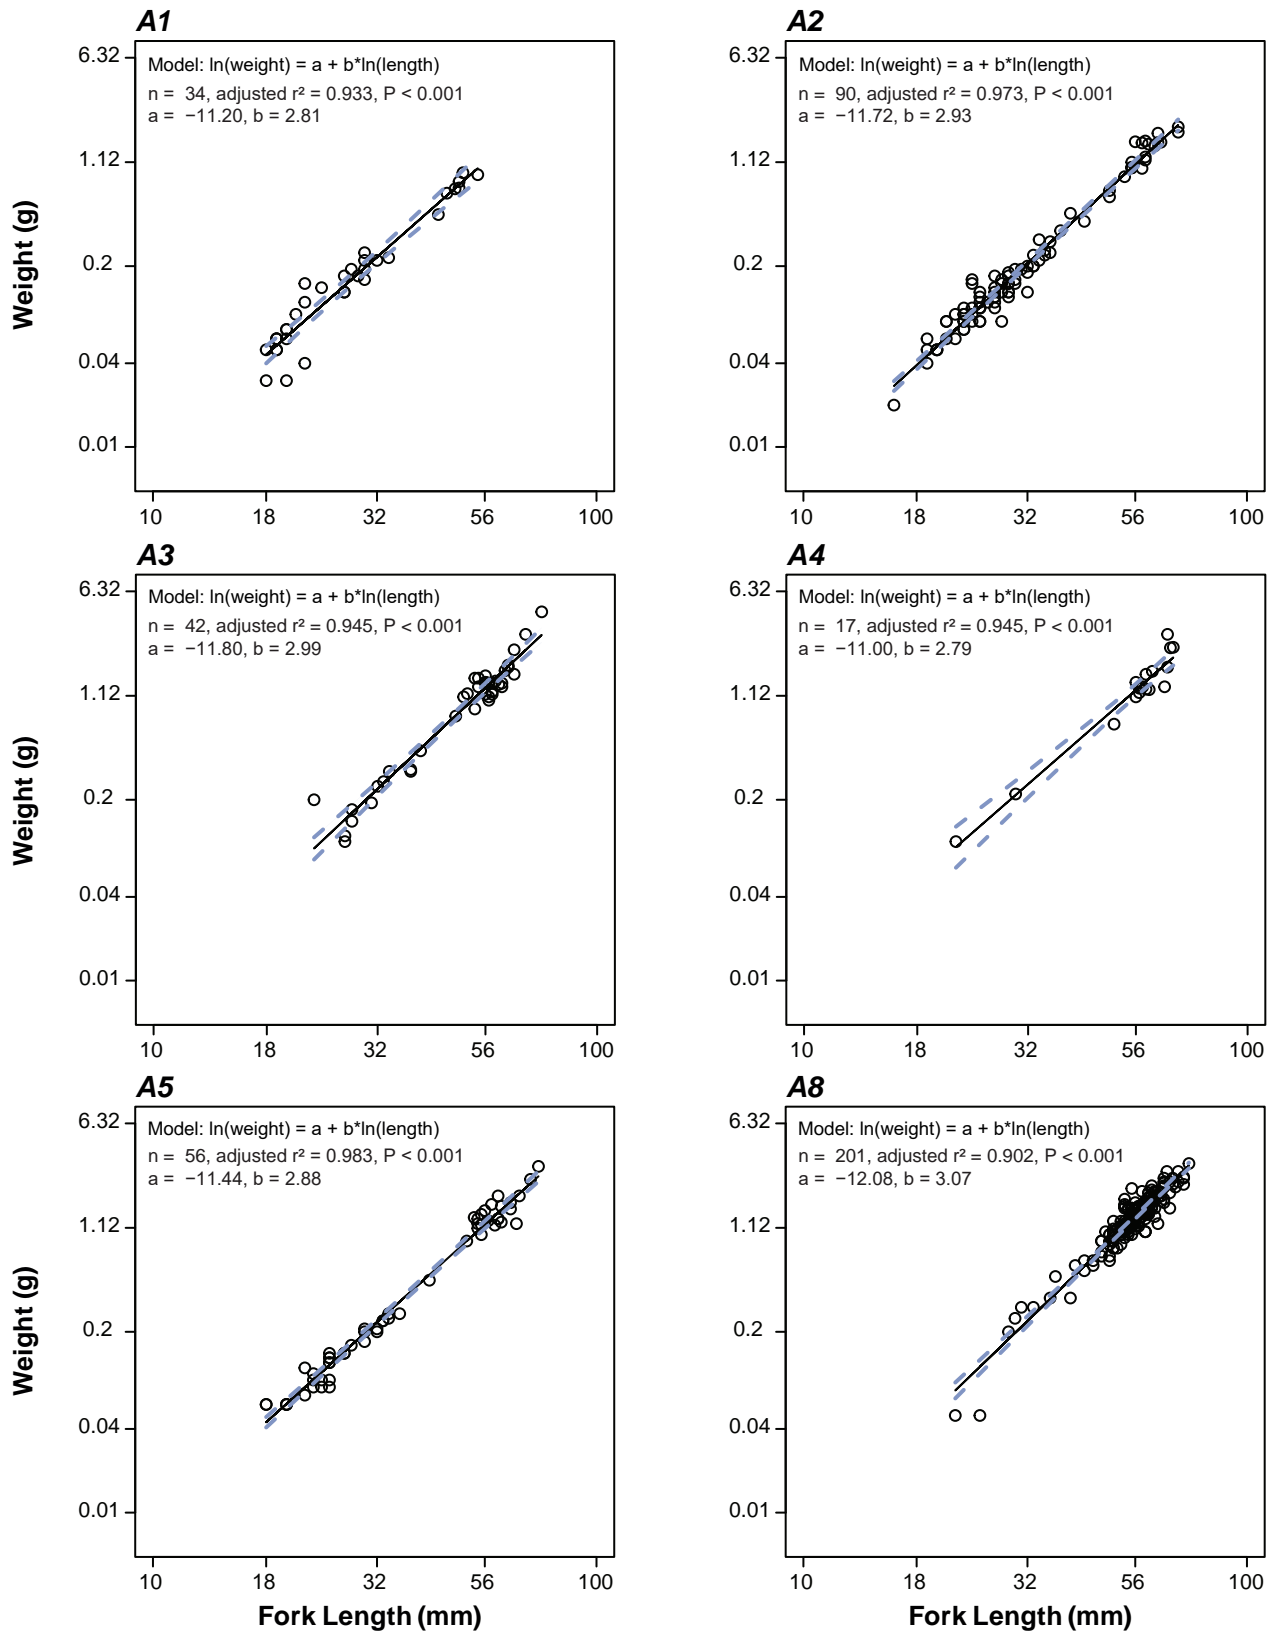 A1
Model: ln(weight) = a + b*ln(length)
n = 34, adjusted r² = 0.933, P < 0.001
a = −11.20, b = 2.81
Weight (g)
6.32
1.12
0.2
0.04
0.01
10 18 32 56 100
A2
Model: ln(weight) = a + b*ln(length)
n = 90, adjusted r² = 0.973, P < 0.001
a = −11.72, b = 2.93
6.32
1.12
0.2
0.04
0.01
10 18 32 56 100
A3
Model: ln(weight) = a + b*ln(length)
n = 42, adjusted r² = 0.945, P < 0.001
a = −11.80, b = 2.99
Weight (g)
6.32
1.12
0.2
0.04
0.01
10 18 32 56 100
A4
Model: ln(weight) = a + b*ln(length)
n = 17, adjusted r² = 0.945, P < 0.001
a = −11.00, b = 2.79
6.32
1.12
0.2
0.04
0.01
10 18 32 56 100
A5
Model: ln(weight) = a + b*ln(length)
n = 56, adjusted r² = 0.983, P < 0.001
a = −11.44, b = 2.88
Weight (g)
6.32
1.12
0.2
0.04
0.01
10 18 32 56 100
Fork Length (mm)
A8
Model: ln(weight) = a + b*ln(length)
n = 201, adjusted r² = 0.902, P < 0.001
a = −12.08, b = 3.07
6.32
1.12
0.2
0.04
0.01
10 18 32 56 100
Fork Length (mm)